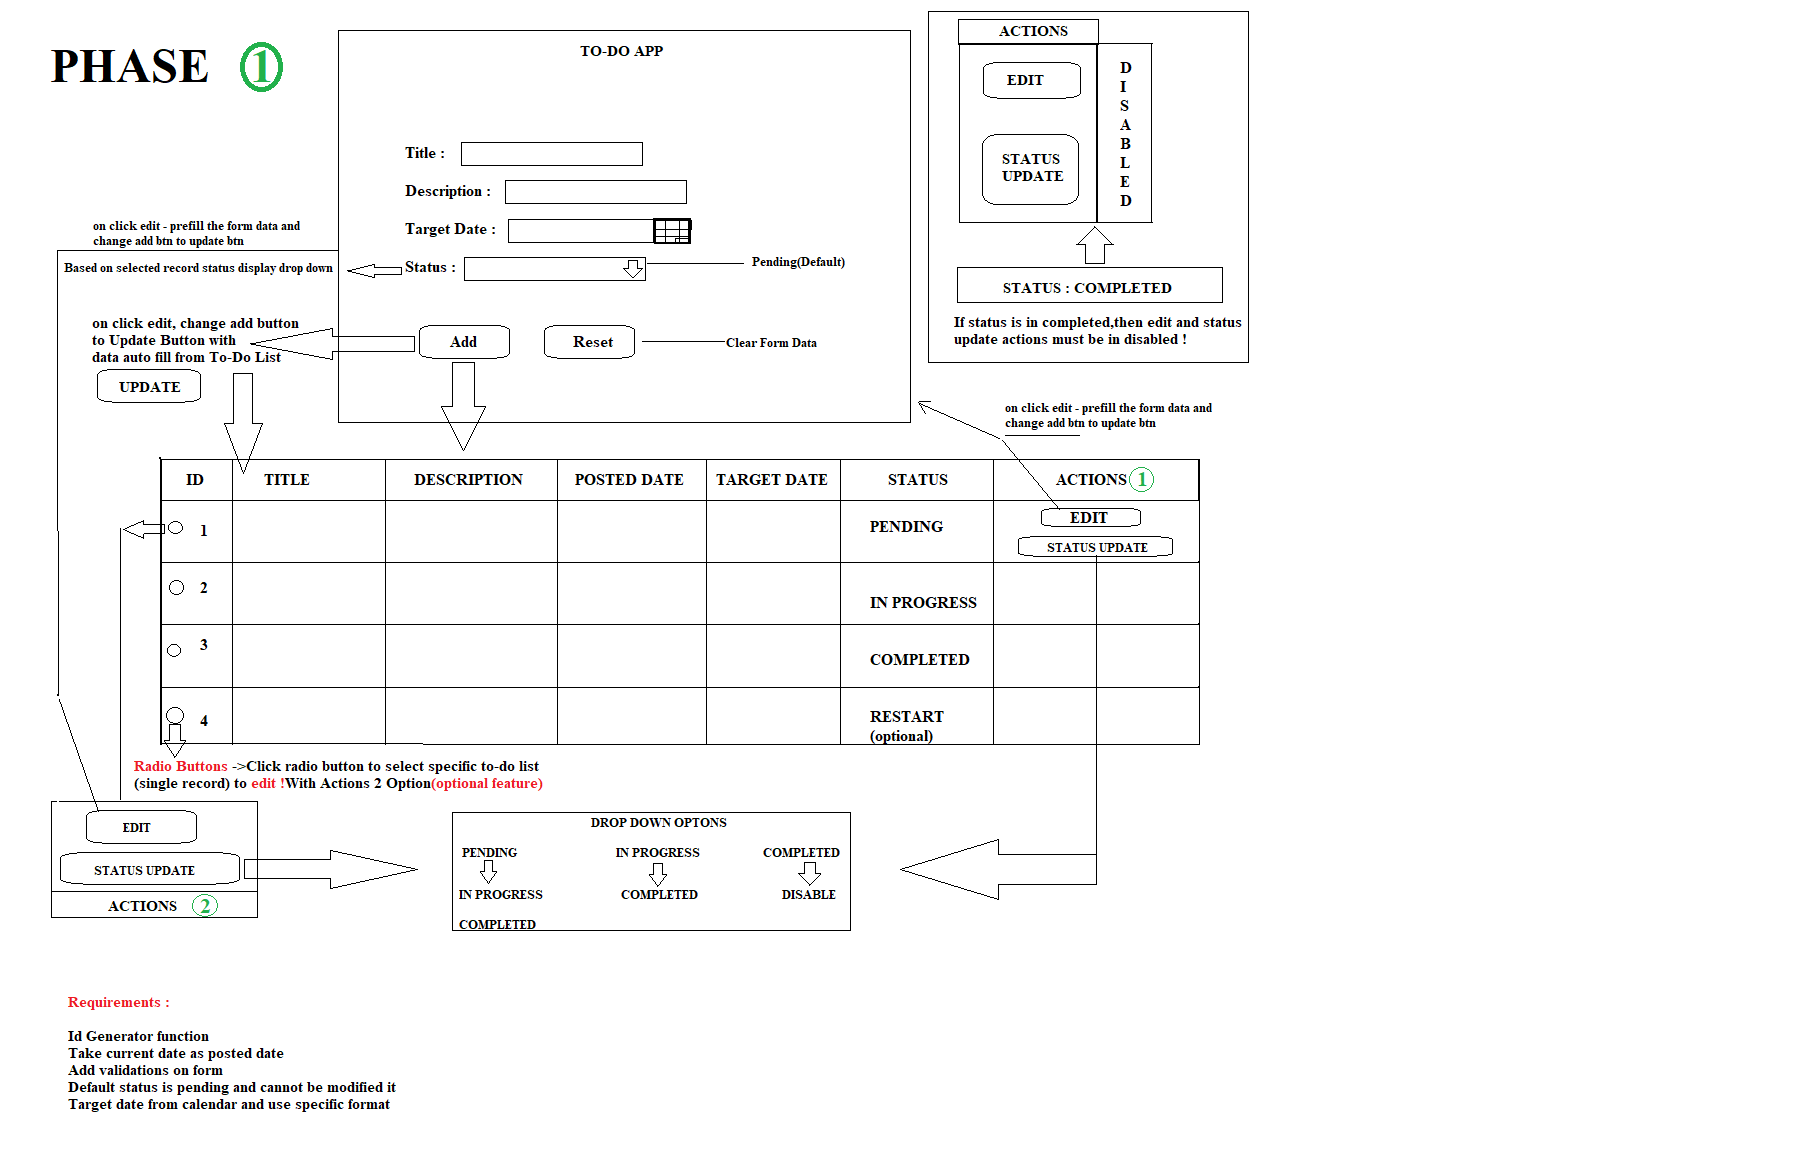 PHASE 1
TO-DO APP
Title :
Description :
Target Date :
Status :
Pending(Default)
Add
Reset
Clear Form Data
on click edit - prefill the form data and
change add btn to update btn
Based on selected record status display drop down
on click edit, change add button
to Update Button with
data auto fill from To-Do List
UPDATE
ACTIONS
EDIT
STATUS
UPDATE
DISABLED
STATUS : COMPLETED
If status is in completed,then edit and status
update actions must be in disabled !
on click edit - prefill the form data and
change add btn to update btn
ID TITLE DESCRIPTION POSTED DATE TARGET DATE STATUS ACTIONS 1
1 PENDING EDIT
STATUS UPDATE
2 IN PROGRESS
3 COMPLETED
4 RESTART
(optional)
Radio Buttons ->Click radio button to select specific to-do list
(single record) to edit !With Actions 2 Option(optional feature)
EDIT
STATUS UPDATE
ACTIONS 2
DROP DOWN OPTONS
PENDING IN PROGRESS COMPLETED
IN PROGRESS COMPLETED DISABLE
COMPLETED
Requirements :
Id Generator function
Take current date as posted date
Add validations on form
Default status is pending and cannot be modified it
Target date from calendar and use specific format